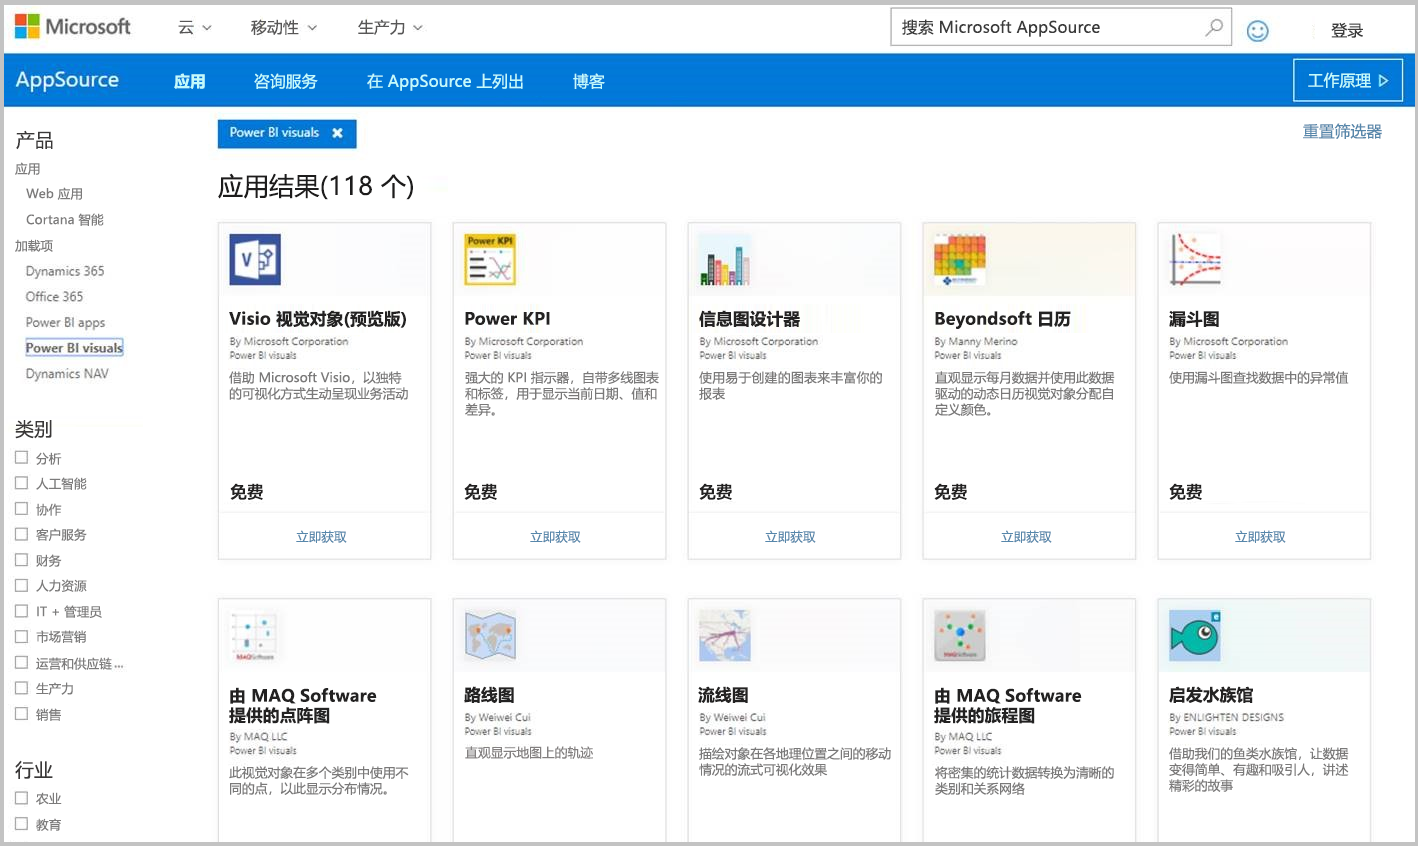 Microsoft 云 移动性 生产力 搜索 Microsoft AppSource 登录
AppSource 应用 咨询服务 在 AppSource 上列出 博客 工作原理
产品
应用
Web 应用
Cortana 智能
加载项
Dynamics 365
Office 365
Power BI apps
Power BI visuals
Dynamics NAV
类别
分析
人工智能
协作
客户服务
财务
人力资源
IT + 管理员
市场营销
运营和供应链 ...
生产力
销售
行业
农业
教育
Power BI visuals
重置筛选器
应用结果(118 个)
Visio 视觉对象(预览版)
By Microsoft Corporation
Power BI visuals
借助 Microsoft Visio，以独特
的可视化方式生动呈现业务活动
免费
立即获取
Power KPI
Power KPI
By Microsoft Corporation
Power BI visuals
强大的 KPI 指示器，自带多线图表
和标签，用于显示当前日期、值和
差异。
免费
立即获取
信息图设计器
By Microsoft Corporation
Power BI visuals
使用易于创建的图表来丰富你的
报表
免费
立即获取
Beyondsoft 日历
By Manny Merino
Power BI visuals
直观显示每月数据并使用此数据
驱动的动态日历视觉对象分配自
定义颜色。
免费
立即获取
漏斗图
By Microsoft Corporation
Power BI visuals
使用漏斗图查找数据中的异常值
免费
立即获取
MAQSoftware
由 MAQ Software
提供的点阵图
By MAQ LLC
Power BI visuals
此视觉对象在多个类别中使用不
同的点，以此显示分布情况。
路线图
By Weiwei Cui
Power BI visuals
直观显示地图上的轨迹
流线图
By Weiwei Cui
Power BI visuals
描绘对象在各地理位置之间的移动
情况的流式可视化效果
MAQSoftware
由 MAQ Software
提供的旅程图
By MAQ LLC
Power BI visuals
将密集的统计数据转换为清晰的
类别和关系网络
启发水族馆
By ENLIGHTEN DESIGNS
Power BI visuals
借助我们的鱼类水族馆，让数据
变得简单、有趣和吸引人，讲述
精彩的故事